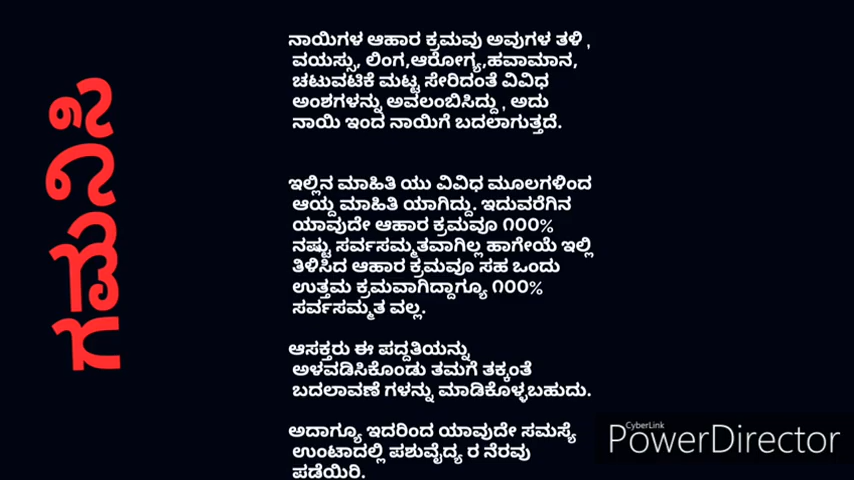 ಗಮನಿಸಿ
ನಾಯಿಗಳ ಆಹಾರ ಕ್ರಮವು ಅವುಗಳ ತಳಿ ,
ವಯಸ್ಸು, ಲಿಂಗ,ಆರೋಗ್ಯ,ಹವಾಮಾನ,
ಚಟುವಟಿಕೆ ಮಟ್ಟ ಸೇರಿದಂತೆ ವಿವಿಧ
ಅಂಶಗಳನ್ನು ಅವಲಂಬಿಸಿದ್ದು , ಅದು
ನಾಯಿ ಇಂದ ನಾಯಿಗೆ ಬದಲಾಗುತ್ತದೆ.
ಇಲ್ಲಿನ ಮಾಹಿತಿ ಯು ವಿವಿಧ ಮೂಲಗಳಿಂದ
ಆಯ್ದ ಮಾಹಿತಿ ಯಾಗಿದ್ದು. ಇದುವರೆಗಿನ
ಯಾವುದೇ ಆಹಾರ ಕ್ರಮವೂ ೧೦೦%
ನಷ್ಟು ಸರ್ವಸಮ್ಮತವಾಗಿಲ್ಲ ಹಾಗೇಯೆ ಇಲ್ಲಿ
ತಿಳಿಸಿದ ಆಹಾರ ಕ್ರಮವೂ ಸಹ ಒಂದು
ಉತ್ತಮ ಕ್ರಮವಾಗಿದ್ದಾಗ್ಯೂ ೧೦೦%
ಸರ್ವಸಮ್ಮತ ವಲ್ಲ.
ಆಸಕ್ತರು ಈ ಪದ್ದತಿಯನ್ನು
ಅಳವಡಿಸಿಕೊಂಡು ತಮಗೆ ತಕ್ಕಂತೆ
ಬದಲಾವಣೆ ಗಳನ್ನು ಮಾಡಿಕೊಳ್ಳಬಹುದು.
ಅದಾಗ್ಯೂ ಇದರಿಂದ ಯಾವುದೇ ಸಮಸ್ಯೆ
ಉಂಟಾದಲ್ಲಿ ಪಶುವೈದ್ಯ ರ ನೆರವು
ಪಡೆಯಿರಿ.
CyberLink
PowerDirector